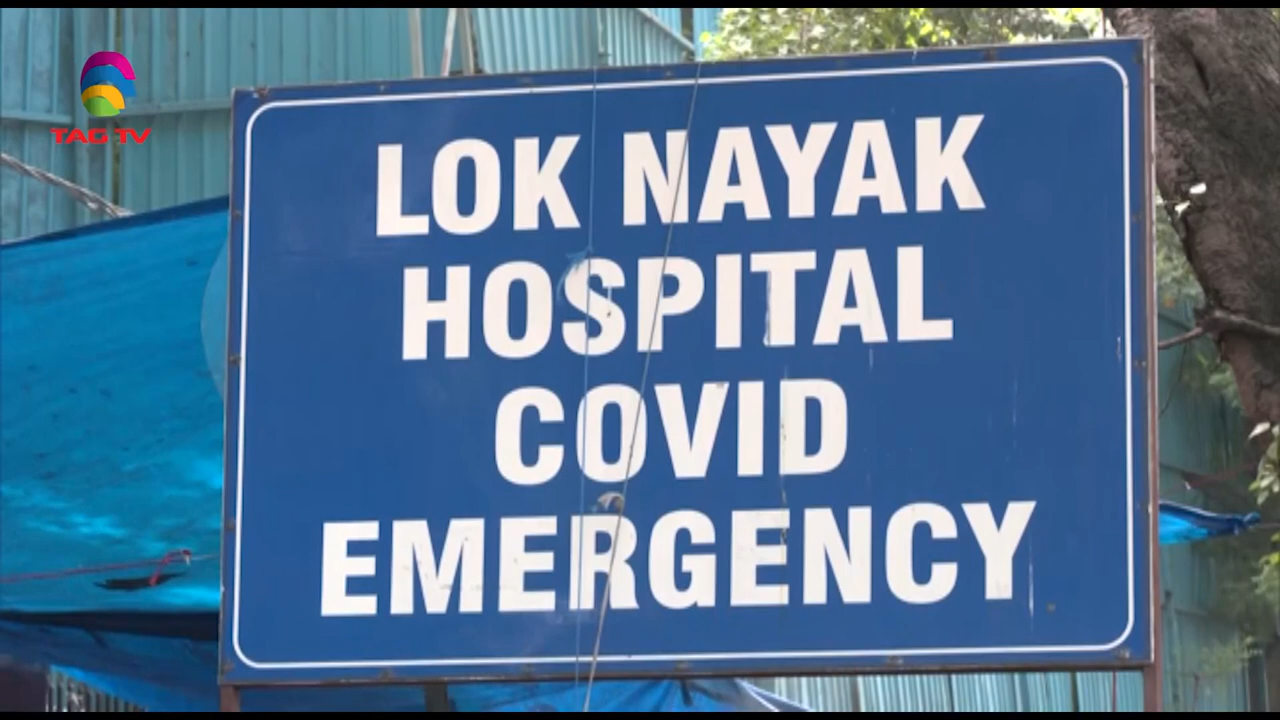 TAG TV
LOK NAYAK
HOSPITAL
COVID
EMERGENCY